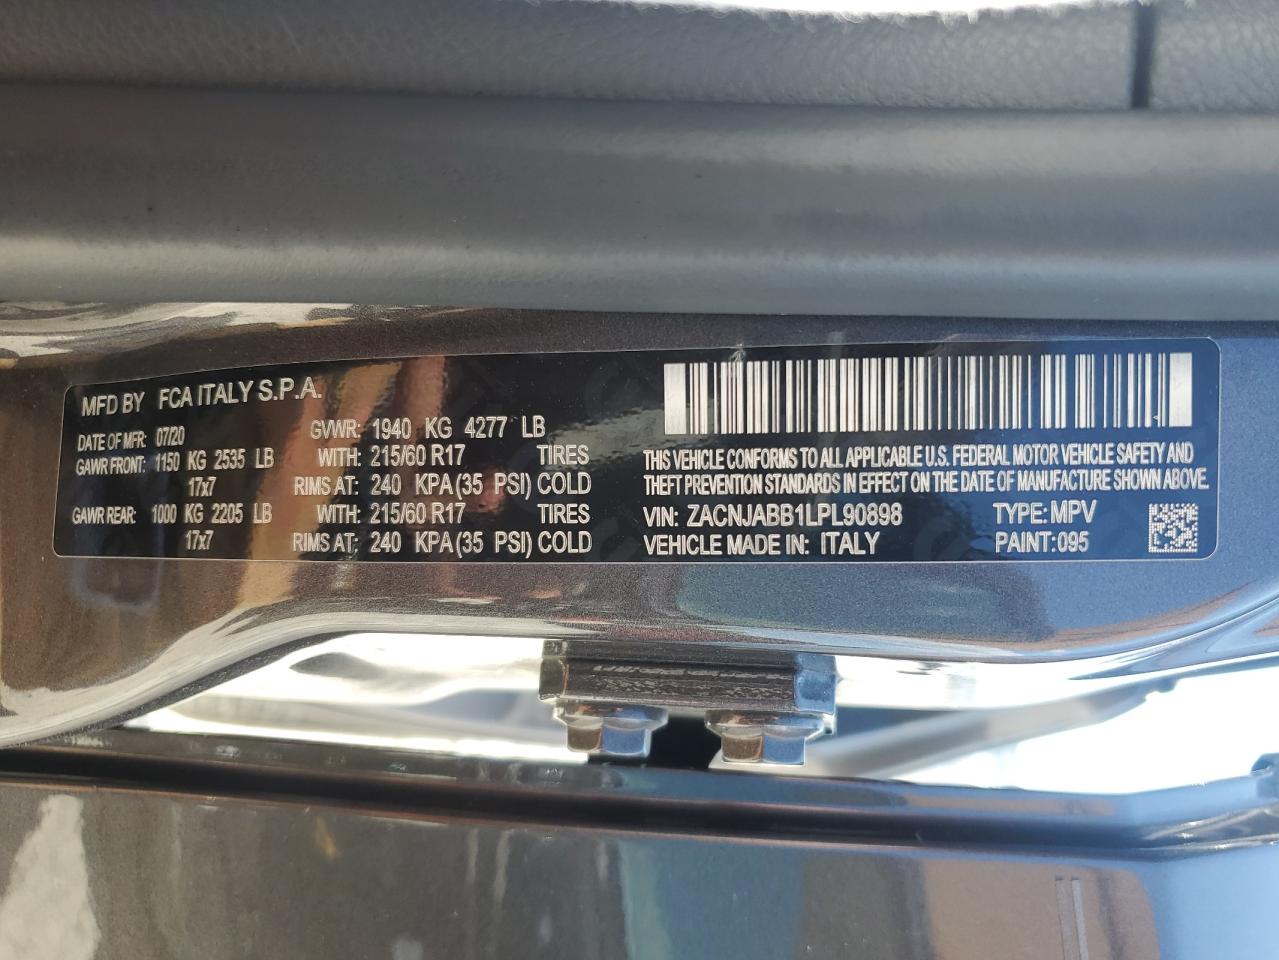 MFD BY FCA ITALY S.P.A.
DATE OF MFR: 07/20 GVWR: 1940 KG 4277 LB
GAWR FRONT: 1150 KG 2535 LB WITH: 215/60 R17 TIRES
17x7 RIMS AT: 240 KPA (35 PSI) COLD
GAWR REAR: 1000 KG 2205 LB WITH: 215/60 R17 TIRES
17x7 RIMS AT: 240 KPA (35 PSI) COLD
THIS VEHICLE CONFORMS TO ALL APPLICABLE U.S. FEDERAL MOTOR VEHICLE SAFETY AND
THEFT PREVENTION STANDARDS IN EFFECT ON THE DATE OF MANUFACTURE SHOWN ABOVE.
VIN: ZACNJABB1LPL90898 TYPE: MPV
VEHICLE MADE IN: ITALY PAINT: 095